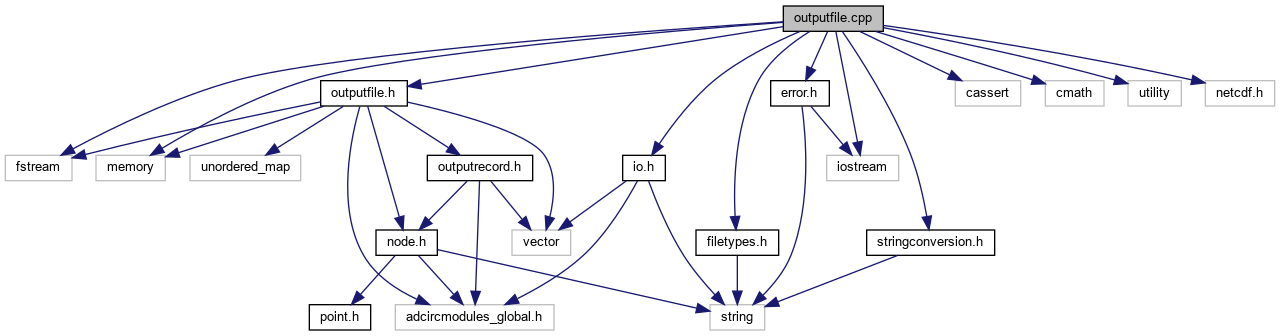 outputfile.cpp
outputfile.h
error.h
cassert
cmath
utility
netcdf.h
fstream
memory
unordered_map
outputrecord.h
io.h
iostream
node.h
vector
filetypes.h
stringconversion.h
point.h
adcircmodules_global.h
string